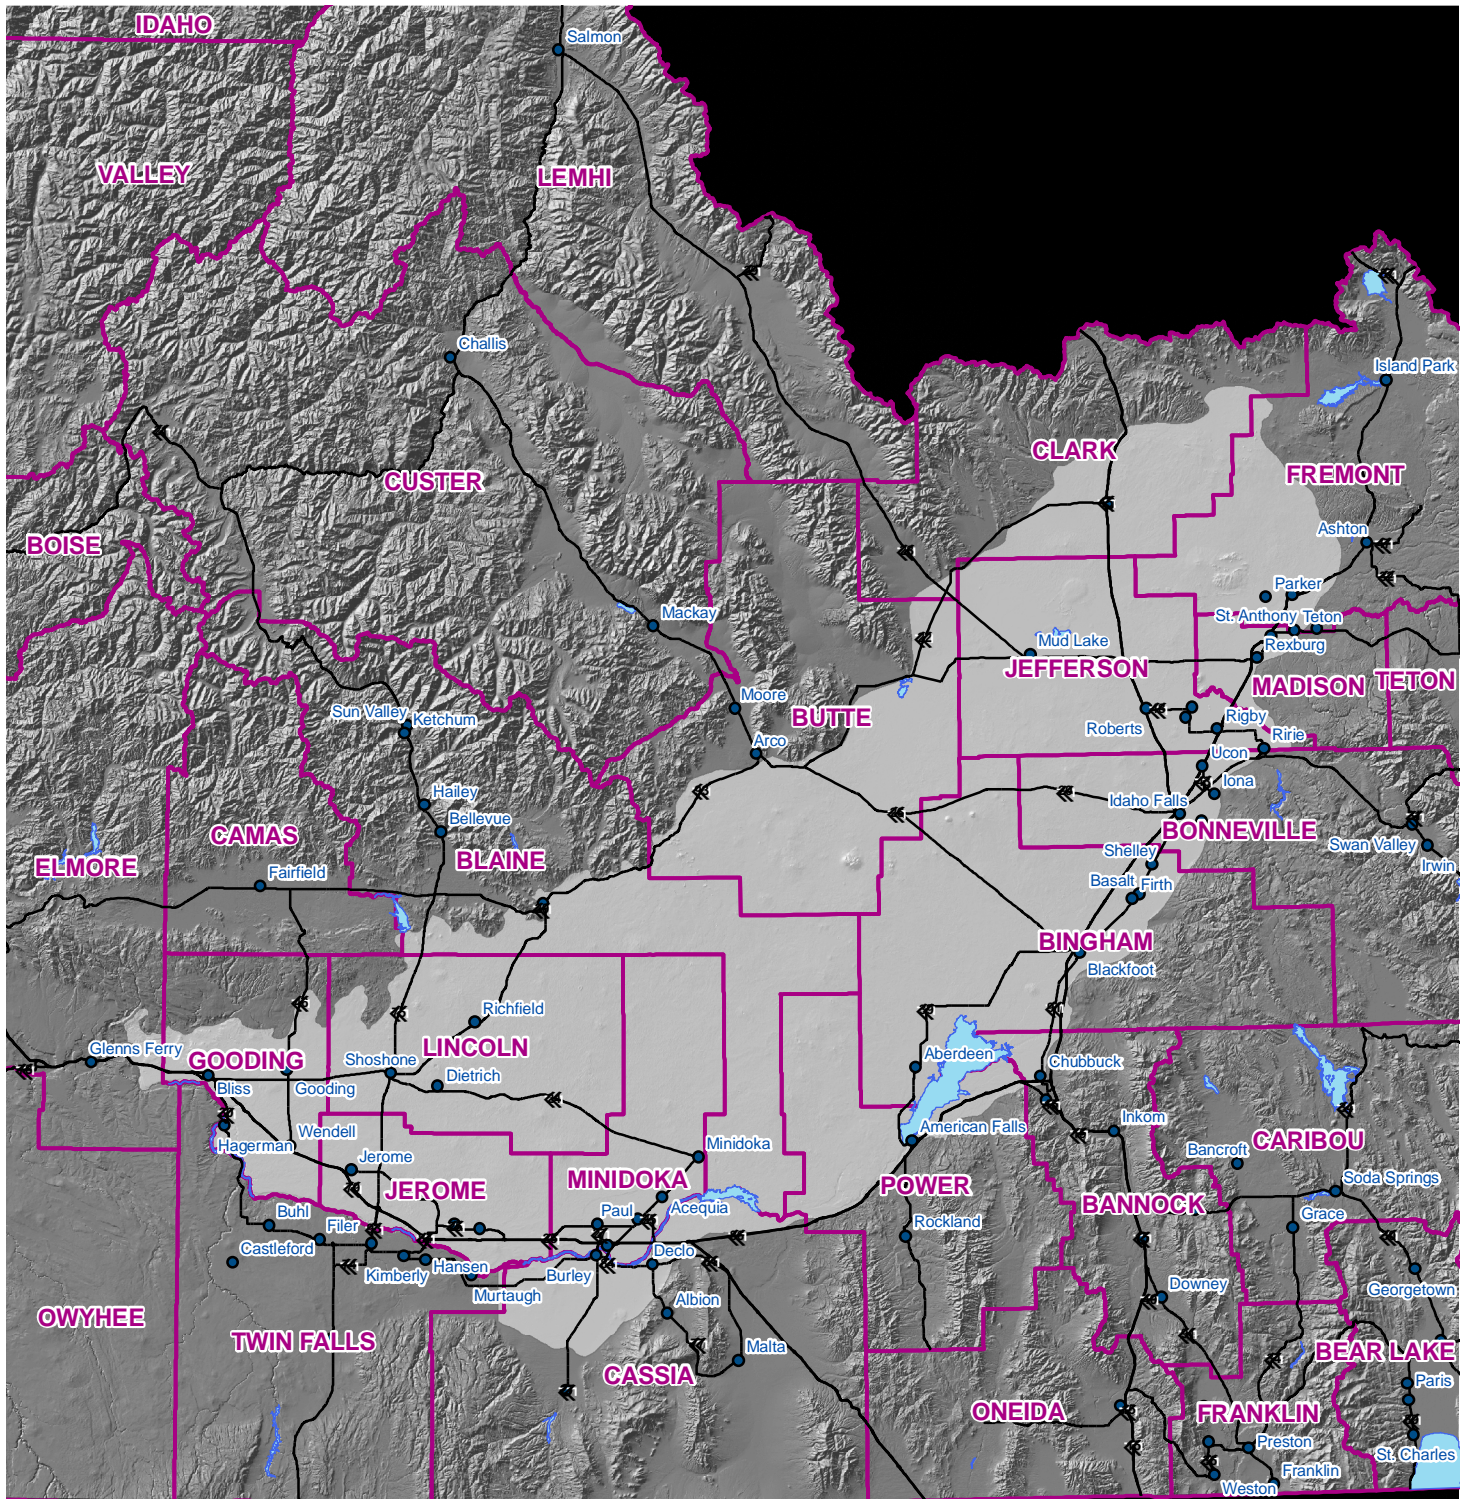 IDAHO
Salmon
VALLEY
LEMHI
Challis
Island Park
CLARK
CUSTER
FREMONT
Ashton
BOISE
Parker
Mackay
St. Anthony
Teton
Mud Lake
Rexburg
JEFFERSON
MADISON
TETON
Moore
Sun Valley
Ketchum
BUTTE
Rigby
Roberts
Ririe
Arco
Ucon
Iona
Hailey
Idaho Falls
Bellevue
CAMAS
BONNEVILLE
Swan Valley
ELMORE
BLAINE
Shelley
Irwin
Fairfield
Basalt
Firth
BINGHAM
Blackfoot
Richfield
Glenns Ferry
GOODING
LINCOLN
Shoshone
Aberdeen
Chubbuck
Bliss
Gooding
Dietrich
Inkom
Wendell
American Falls
Hagerman
Minidoka
CARIBOU
Jerome
Bancroft
MINIDOKA
POWER
JEROME
Soda Springs
BANNOCK
Buhl
Paul
Acequia
Filer
Rockland
Grace
Castleford
Declo
Kimberly
Hansen
Burley
Murtaugh
Downey
Georgetown
Albion
OWYHEE
TWIN FALLS
Malta
BEAR LAKE
CASSIA
Paris
ONEIDA
FRANKLIN
Preston
St. Charles
Franklin
Weston